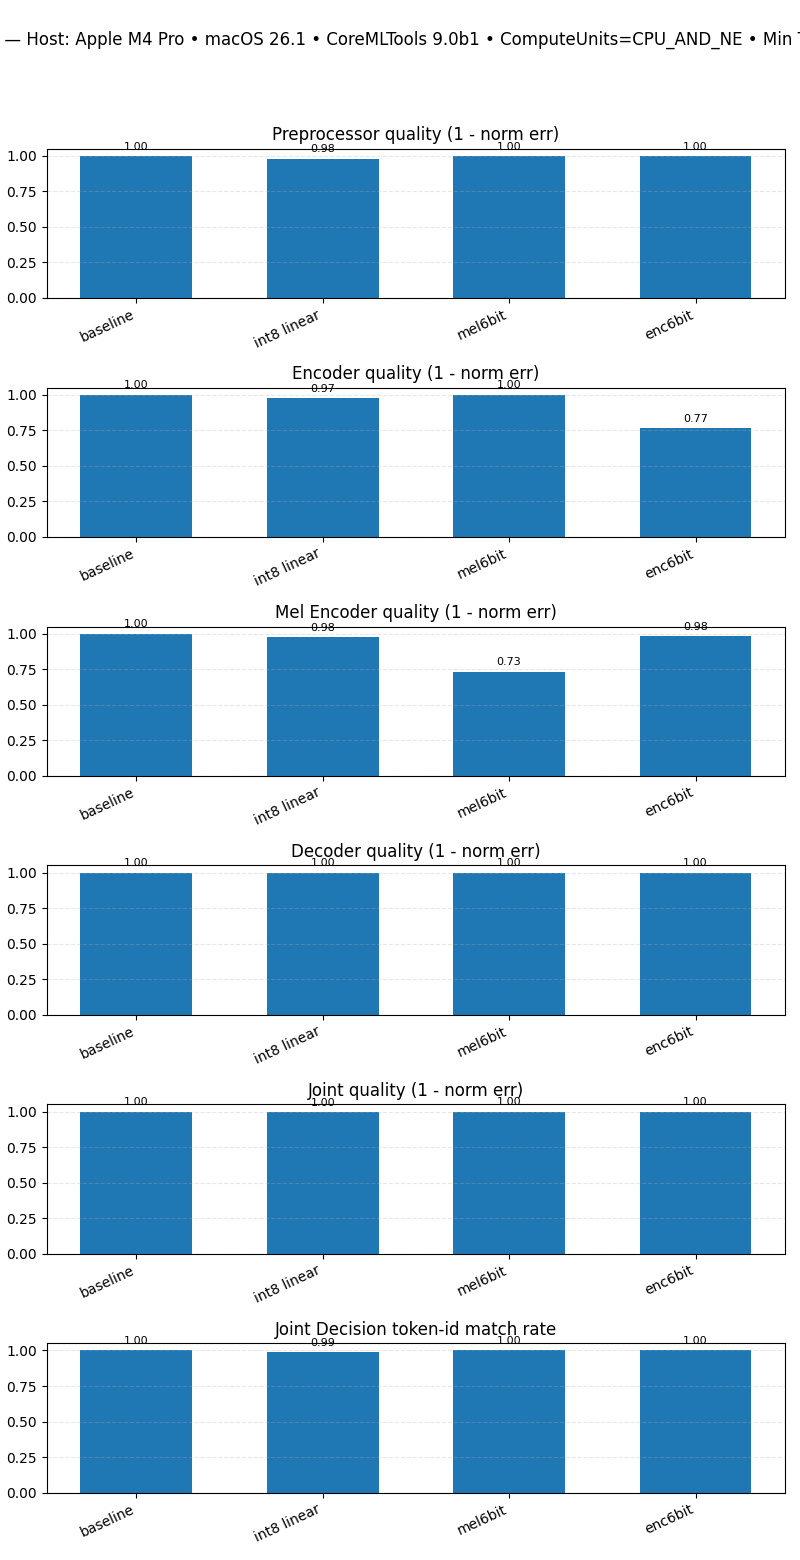 — Host: Apple M4 Pro • macOS 26.1 • CoreMLTools 9.0b1 • ComputeUnits=CPU_AND_NE • Min
Preprocessor quality (1 - norm err)
1.00 0.98 1.00 1.00
1.00
0.75
0.50
0.25
0.00
baseline int8 linear mel6bit enc6bit
Encoder quality (1 - norm err)
1.00 0.97 1.00 0.77
1.00
0.75
0.50
0.25
0.00
baseline int8 linear mel6bit enc6bit
Mel Encoder quality (1 - norm err)
1.00 0.98 0.73 0.98
1.00
0.75
0.50
0.25
0.00
baseline int8 linear mel6bit enc6bit
Decoder quality (1 - norm err)
1.00 1.00 1.00 1.00
1.00
0.75
0.50
0.25
0.00
baseline int8 linear mel6bit enc6bit
Joint quality (1 - norm err)
1.00 1.00 1.00 1.00
1.00
0.75
0.50
0.25
0.00
baseline int8 linear mel6bit enc6bit
Joint Decision token-id match rate
1.00 0.99 1.00 1.00
1.00
0.75
0.50
0.25
0.00
baseline int8 linear mel6bit enc6bit